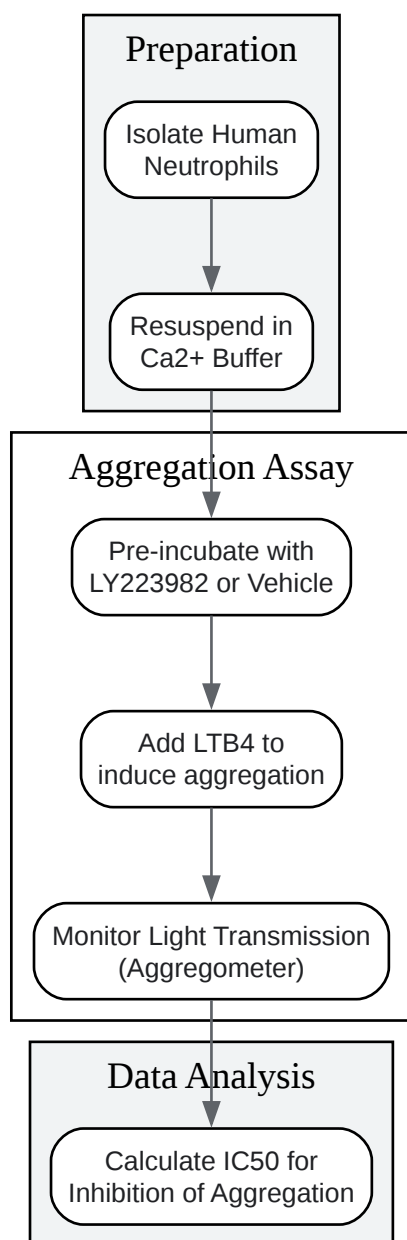 Preparation
Isolate Human
Neutrophils
Resuspend in
Ca2+ Buffer
Aggregation Assay
Pre-incubate with
LY223982 or Vehicle
Add LTB4 to
induce aggregation
Monitor Light Transmission
(Aggregometer)
Data Analysis
Calculate IC50 for
Inhibition of Aggregation